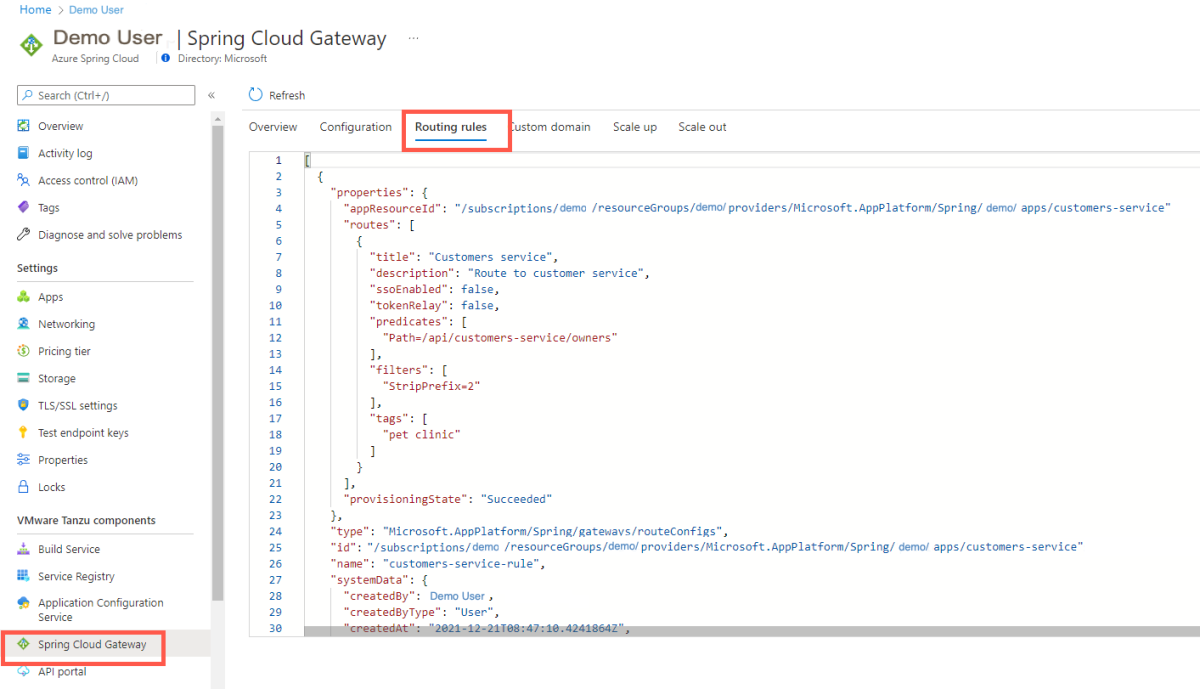 Home > Demo User
Demo User | Spring Cloud Gateway ...
Azure Spring Cloud Directory: Microsoft
Search (Ctrl+/)
«
Overview
Activity log
Access control (IAM)
Tags
Diagnose and solve problems
Settings
Apps
Networking
Pricing tier
Storage
TLS/SSL settings
Test endpoint keys
Properties
Locks
VMware Tanzu components
Build Service
Service Registry
Application Configuration
Service
Spring Cloud Gateway
API portal
Refresh
Overview Configuration Routing rules Custom domain Scale up Scale out
1 [
2 {
3 "properties": {
4 "appResourceId": "/subscriptions/demo /resourceGroups/demo/ providers/Microsoft.AppPlatform/Spring/ demo/ apps/customers-service"
5 "routes": [
6 {
7 "title": "Customers service",
8 "description": "Route to customer service",
9 "ssoEnabled": false,
10 "tokenRelay": false,
11 "predicates": [
12 "Path=/api/customers-service/owners"
13 ],
14 "filters": [
15 "StripPrefix=2"
16 ],
17 "tags": [
18 "pet clinic"
19 ]
20 }
21 ],
22 "provisioningState": "Succeeded"
23 },
24 "type": "Microsoft.AppPlatform/Spring/gateways/routeConfigs",
25 "id": "/subscriptions/demo /resourceGroups/demo/ providers/Microsoft.AppPlatform/Spring/ demo/ apps/customers-service"
26 "name": "customers-service-rule",
27 "systemData": {
28 "createdBy": Demo User ,
29 "createdByType": "User",
30 "createdAt": "2021-12-21T08:47:10.4241864Z",